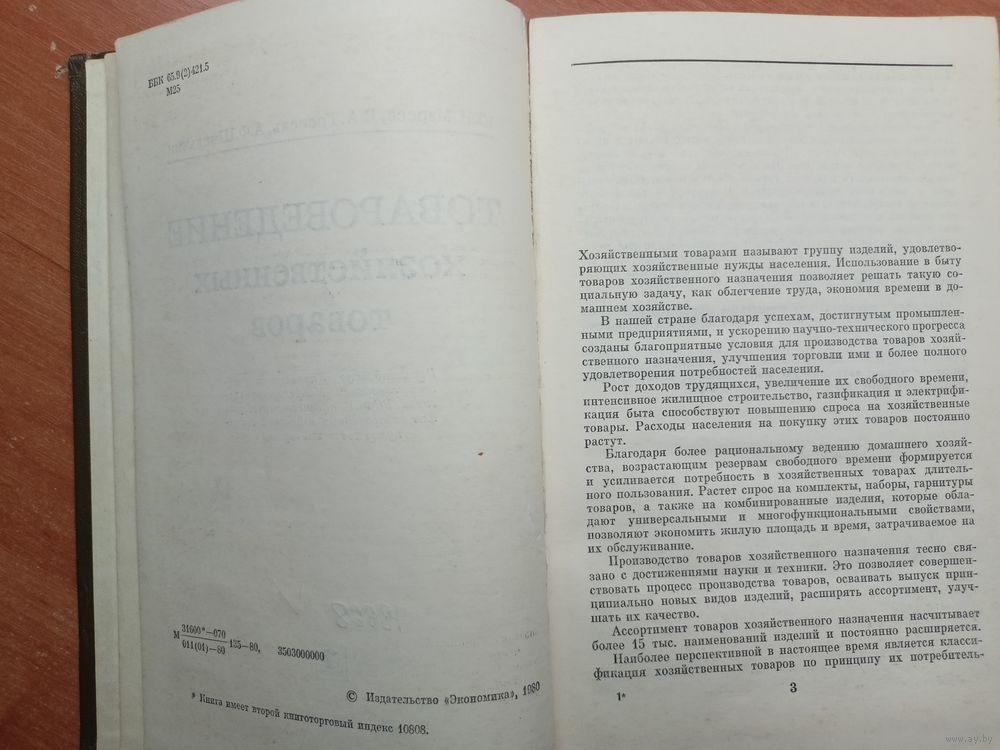 ББК 65.9(2)421.5
М25
31600*—070
М 135—80, 3503000000
011(01)—80
© Издательство «Экономика», 1980
* Книга имеет второй книготорговый индекс 10808.
Хозяйственными товарами называют группу изделий, удовлетво-
ряющих хозяйственные нужды населения. Использование в быту
товаров хозяйственного назначения позволяет решать такую со-
циальную задачу, как облегчение труда, экономия времени в до-
машнем хозяйстве.
В нашей стране благодаря успехам, достигнутым промышлен-
ными предприятиями, и ускорению научно-технического прогресса
созданы благоприятные условия для производства товаров хозяй-
ственного назначения, улучшения торговли ими и более полного
удовлетворения потребностей населения.
Рост доходов трудящихся, увеличение их свободного времени,
интенсивное жилищное строительство, газификация и электрифи-
кация быта способствуют повышению спроса на хозяйственные
товары. Расходы населения на покупку этих товаров постоянно
растут.
Благодаря более рациональному ведению домашнего хозяй-
ства, возрастающим резервам свободного времени формируется
и усиливается потребность в хозяйственных товарах длитель-
ного пользования. Растет спрос на комплекты, наборы, гарнитуры
товаров, а также на комбинированные изделия, которые обла-
дают универсальными и многофункциональными свойствами,
позволяют экономить жилую площадь и время, затрачиваемое на
их обслуживание.
Производство товаров хозяйственного назначения тесно свя-
зано с достижениями науки и техники. Это позволяет совершен-
ствовать процесс производства товаров, осваивать выпуск прин-
ципиально новых видов изделий, расширять ассортимент, улуч-
шать их качество.
Ассортимент товаров хозяйственного назначения насчитывает
более 15 тыс. наименований изделий и постоянно расширяется.
Наиболее перспективной в настоящее время является класси-
фикация хозяйственных товаров по принципу их потребитель-
1* 3
www.ay.by